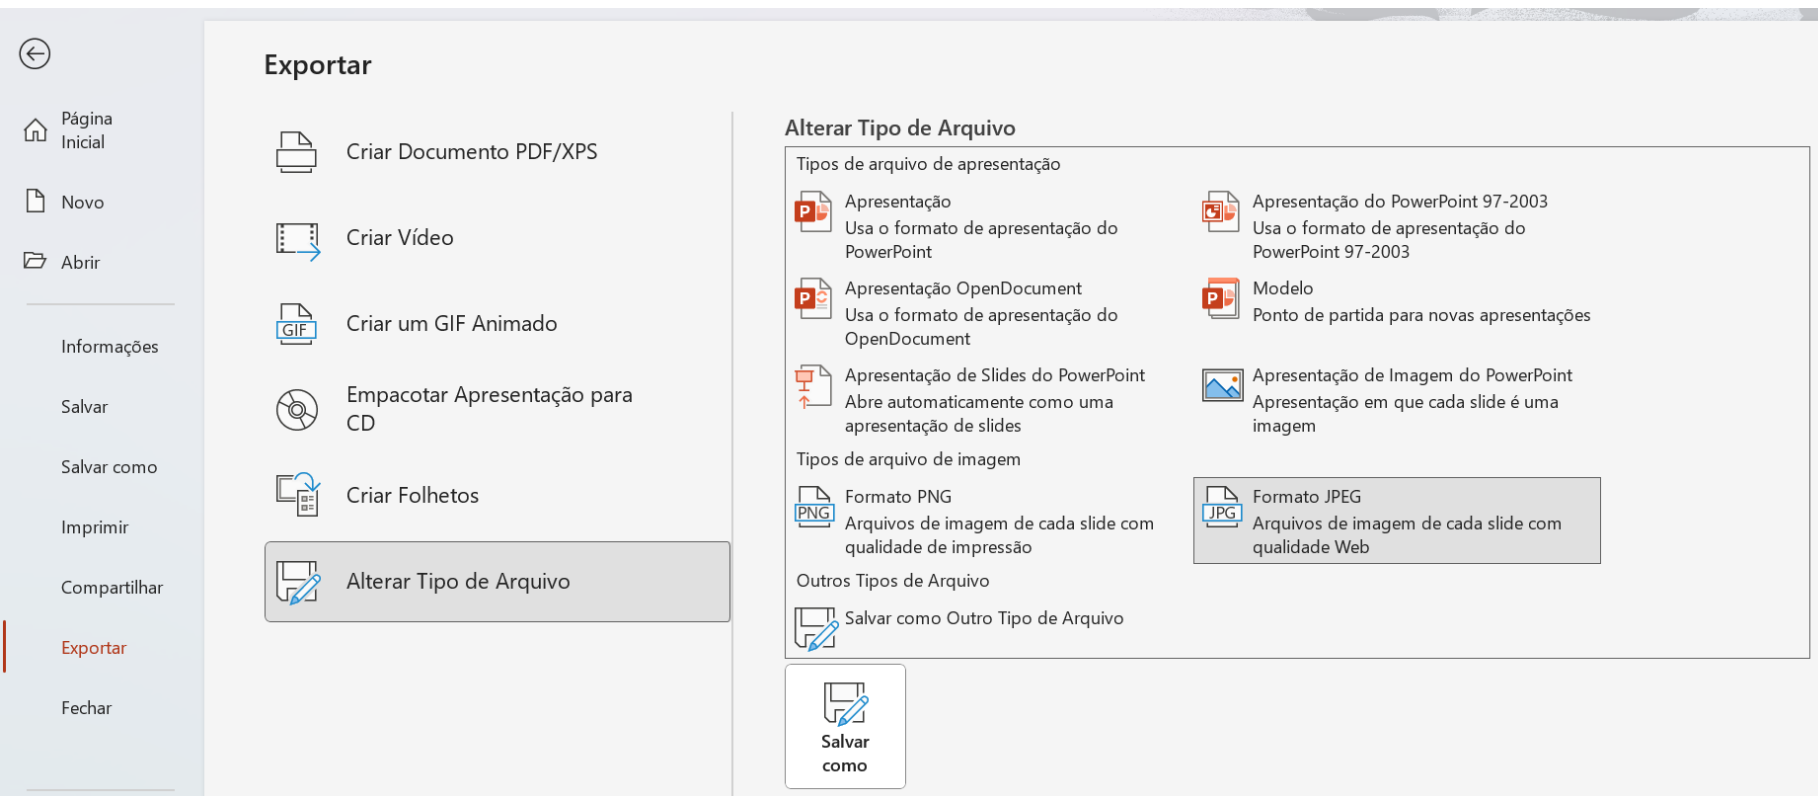 Exportar
Página
Inicial
Novo
Abrir
Informações
Salvar
Salvar como
Imprimir
Compartilhar
Exportar
Fechar
Criar Documento PDF/XPS
Criar Vídeo
GIF
Criar um GIF Animado
Empacotar Apresentação para
CD
Criar Folhetos
Alterar Tipo de Arquivo
Alterar Tipo de Arquivo
Tipos de arquivo de apresentação
P
Apresentação
Usa o formato de apresentação do
PowerPoint
Apresentação do PowerPoint 97-2003
Usa o formato de apresentação do
PowerPoint 97-2003
P
Apresentação OpenDocument
Usa o formato de apresentação do
OpenDocument
P
Modelo
Ponto de partida para novas apresentações
Apresentação de Slides do PowerPoint
Abre automaticamente como uma
apresentação de slides
Apresentação de Imagem do PowerPoint
Apresentação em que cada slide é uma
imagem
Tipos de arquivo de imagem
PNG
Formato PNG
Arquivos de imagem de cada slide com
qualidade de impressão
JPG
Formato JPEG
Arquivos de imagem de cada slide com
qualidade Web
Outros Tipos de Arquivo
Salvar como Outro Tipo de Arquivo
Salvar
como